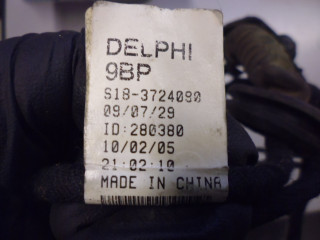 DELPHI
9BP
S18-3724090
09/07/29
ID:280380
10/02/05
21:02:10
MADE IN CHINA